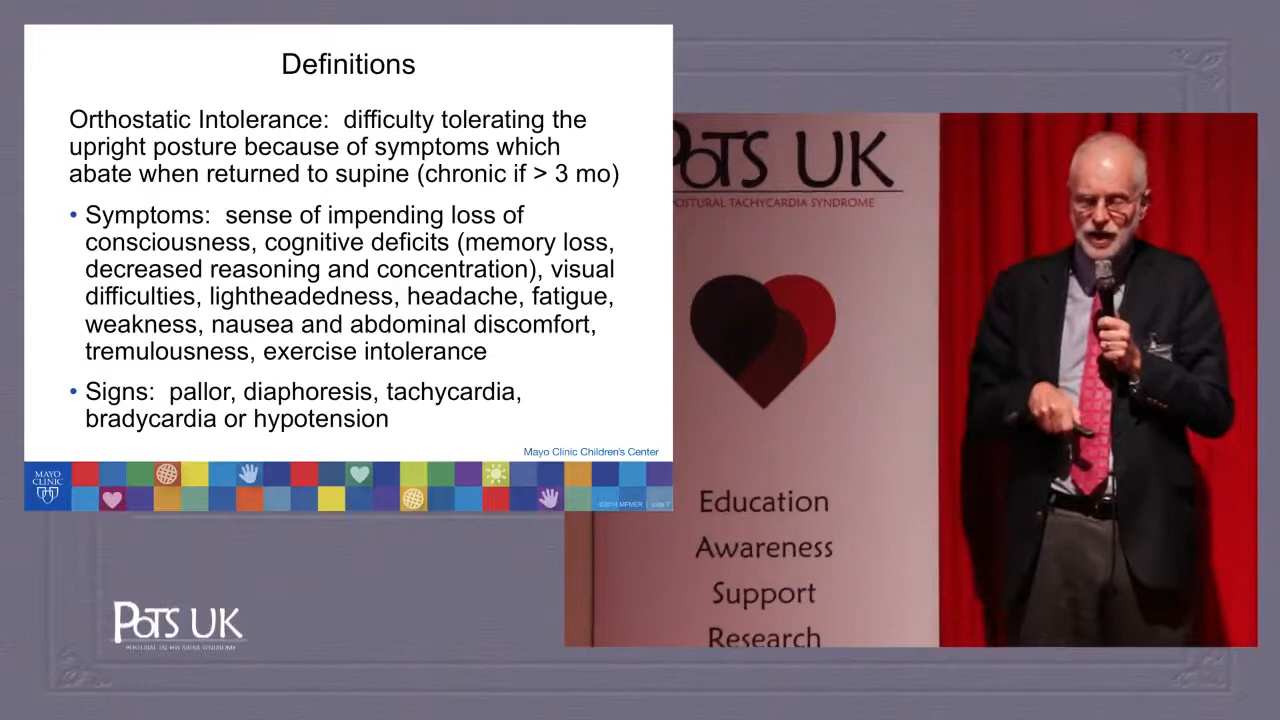 Definitions
Orthostatic Intolerance: difficulty tolerating the
upright posture because of symptoms which
abate when returned to supine (chronic if > 3 mo)
• Symptoms: sense of impending loss of
consciousness, cognitive deficits (memory loss,
decreased reasoning and concentration), visual
difficulties, lightheadedness, headache, fatigue,
weakness, nausea and abdominal discomfort,
tremulousness, exercise intolerance
• Signs: pallor, diaphoresis, tachycardia,
bradycardia or hypotension
Mayo Clinic Children's Center
MAYO
CLINIC
PoTS UK
POSTURAL TACHYCARDIA SYNDROME
Education
Awareness
Support
Research
PoTS UK
POSTURAL TACHYCARDIA SYNDROME